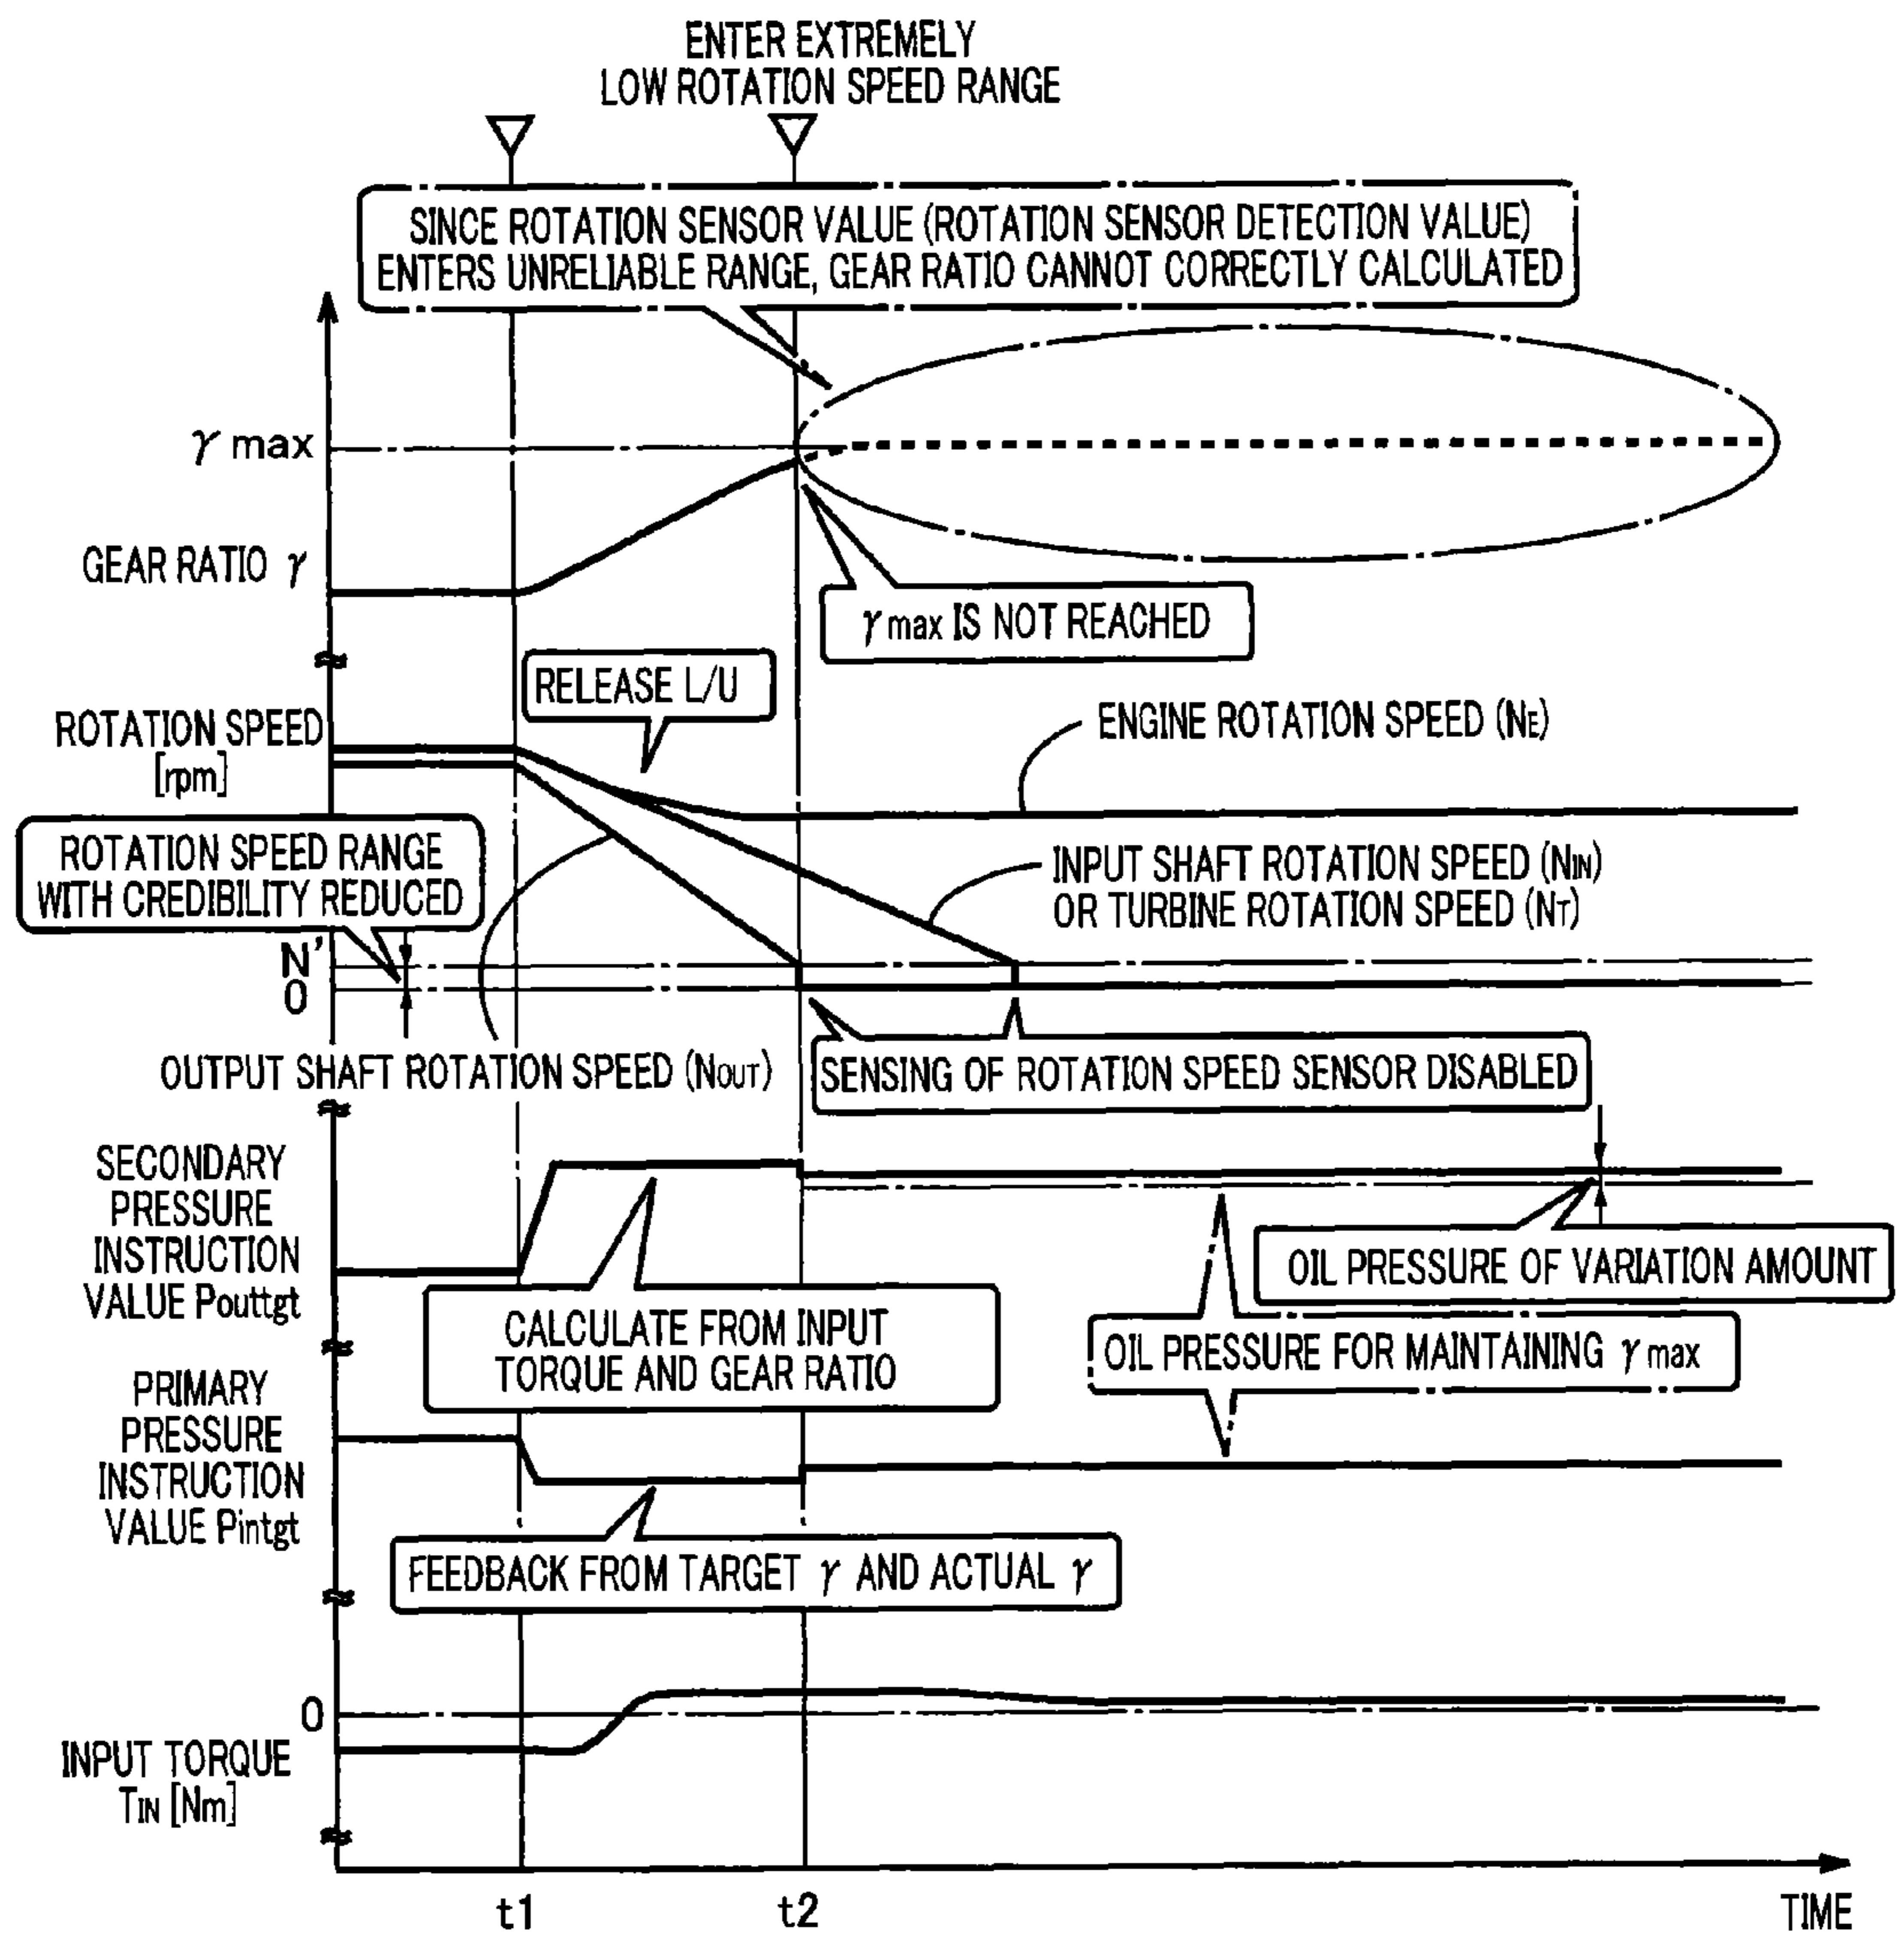 ENTER EXTREMELY
LOW ROTATION SPEED RANGE
SINCE ROTATION SENSOR VALUE (ROTATION SENSOR DETECTION VALUE)
ENTERS UNRELIABLE RANGE, GEAR RATIO CANNOT CORRECTLY CALCULATED
γ max
GEAR RATIO γ
γ max IS NOT REACHED
RELEASE L/U
ROTATION SPEED
[rpm]
ENGINE ROTATION SPEED (NE)
ROTATION SPEED RANGE
WITH CREDIBILITY REDUCED
INPUT SHAFT ROTATION SPEED (NIN)
OR TURBINE ROTATION SPEED (NT)
N'
0
OUTPUT SHAFT ROTATION SPEED (NOUT)
SENSING OF ROTATION SPEED SENSOR DISABLED
SECONDARY
PRESSURE
INSTRUCTION
VALUE Pouttgt
OIL PRESSURE OF VARIATION AMOUNT
CALCULATE FROM INPUT
TORQUE AND GEAR RATIO
OIL PRESSURE FOR MAINTAINING γ max
PRIMARY
PRESSURE
INSTRUCTION
VALUE Pintgt
FEEDBACK FROM TARGET γ AND ACTUAL γ
0
INPUT TORQUE
TIN [Nm]
t1
t2
TIME